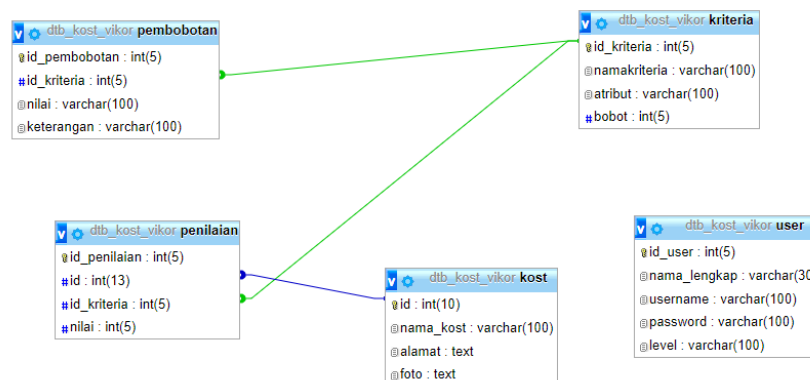 dtb_kost_vikor pembobotan
id_pembobotan : int(5)
#id_kriteria : int(5)
nilai : varchar(100)
keterangan : varchar(100)
dtb_kost_vikor kriteria
id_kriteria : int(5)
namakriteria : varchar(100)
atribut : varchar(100)
#bobot : int(5)
dtb_kost_vikor penilaian
id_penilaian : int(5)
#id : int(13)
#id_kriteria : int(5)
#nilai : int(5)
dtb_kost_vikor kost
id : int(10)
nama_kost : varchar(100)
alamat : text
foto : text
dtb_kost_vikor user
id_user : int(5)
nama_lengkap : varchar(30
username : varchar(100)
password : varchar(100)
level : varchar(100)